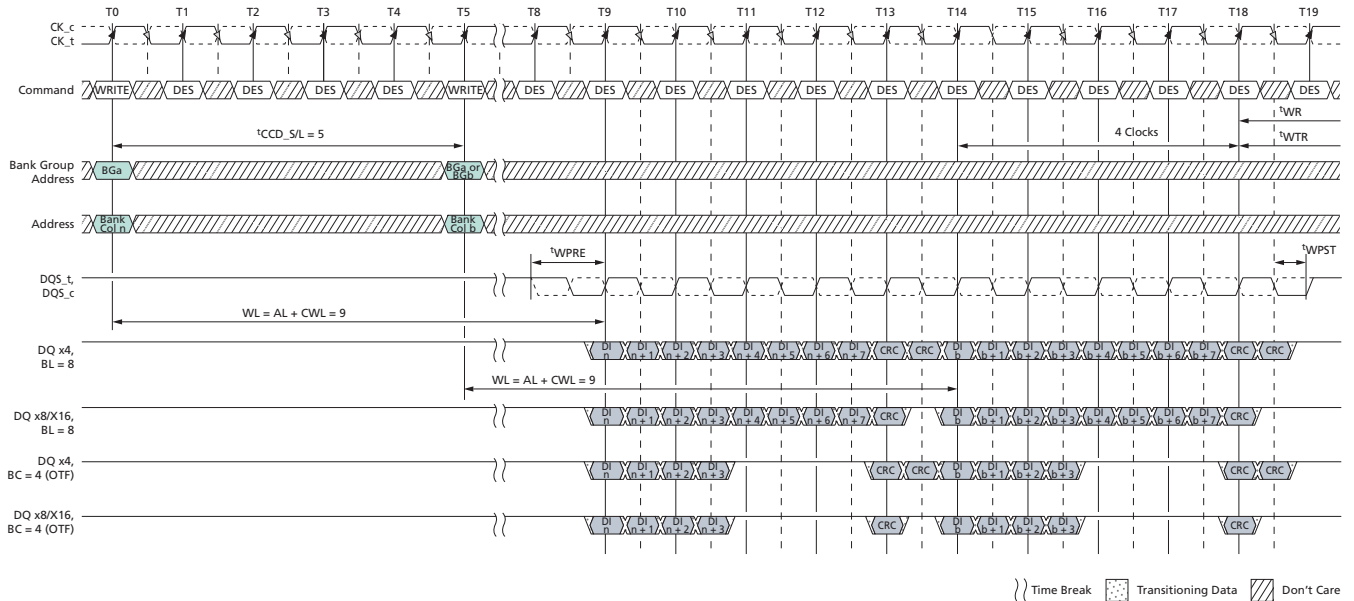 T0 T1 T2 T3 T4 T5 T8 T9 T10 T11 T12 T13 T14 T15 T16 T17 T18 T19
CK_c
CK_t
Command WRITE DES DES DES DES WRITE DES DES DES DES DES DES DES DES DES DES DES DES
tWR
tCCD_S/L = 5
4 Clocks
tWTR
Bank Group
Address
BGa
BGa or
BGb
Address
Bank
Col n
Bank
Col b
tWPRE
tWPST
DQS_t,
DQS_c
WL = AL + CWL = 9
DQ x4,
BL = 8
DI n DI n + 1 DI n + 2 DI n + 3 DI n + 4 DI n + 5 DI n + 6 DI n + 7 CRC CRC DI b DI b + 1 DI b + 2 DI b + 3 DI b + 4 DI b + 5 DI b + 6 DI b + 7 CRC CRC
WL = AL + CWL = 9
DQ x8/X16,
BL = 8
DI n DI n + 1 DI n + 2 DI n + 3 DI n + 4 DI n + 5 DI n + 6 DI n + 7 CRC DI b DI b + 1 DI b + 2 DI b + 3 DI b + 4 DI b + 5 DI b + 6 DI b + 7 CRC
DQ x4,
BC = 4 (OTF)
DI n DI n + 1 DI n + 2 DI n + 3 CRC CRC DI b DI b + 1 DI b + 2 DI b + 3 CRC CRC
DQ x8/X16,
BC = 4 (OTF)
DI n DI n + 1 DI n + 2 DI n + 3 CRC DI b DI b + 1 DI b + 2 DI b + 3 CRC
Time Break Transitioning Data Don't Care